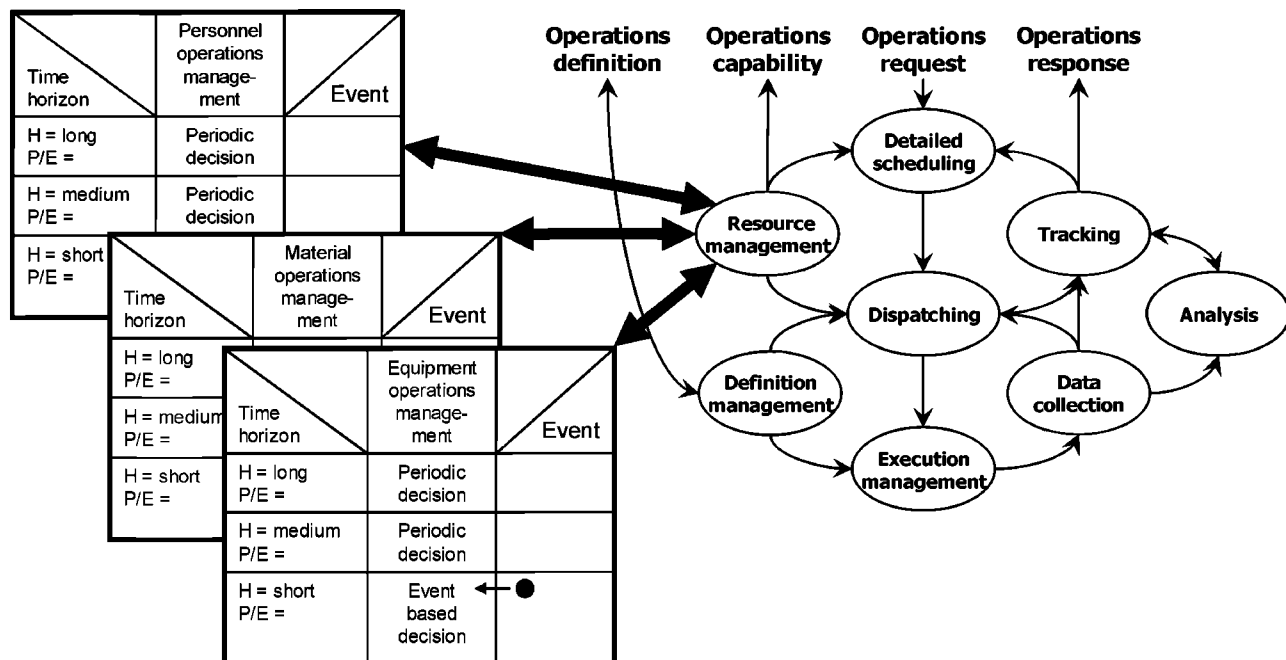 Personnel
operations
manage-
ment
Time
horizon
Event
H = long
P/E =
Periodic
decision
H = medium
P/E =
Periodic
decision
H = short
P/E =
Material
operations
manage-
ment
Time
horizon
Event
H = long
P/E =
H = medium
P/E =
H = short
P/E =
Equipment
operations
manage-
ment
Time
horizon
Event
H = long
P/E =
Periodic
decision
H = medium
P/E =
Periodic
decision
H = short
P/E =
Event
based
decision
Operations
definition
Operations
capability
Operations
request
Operations
response
Detailed
scheduling
Resource
management
Tracking
Dispatching
Analysis
Definition
management
Data
collection
Execution
management